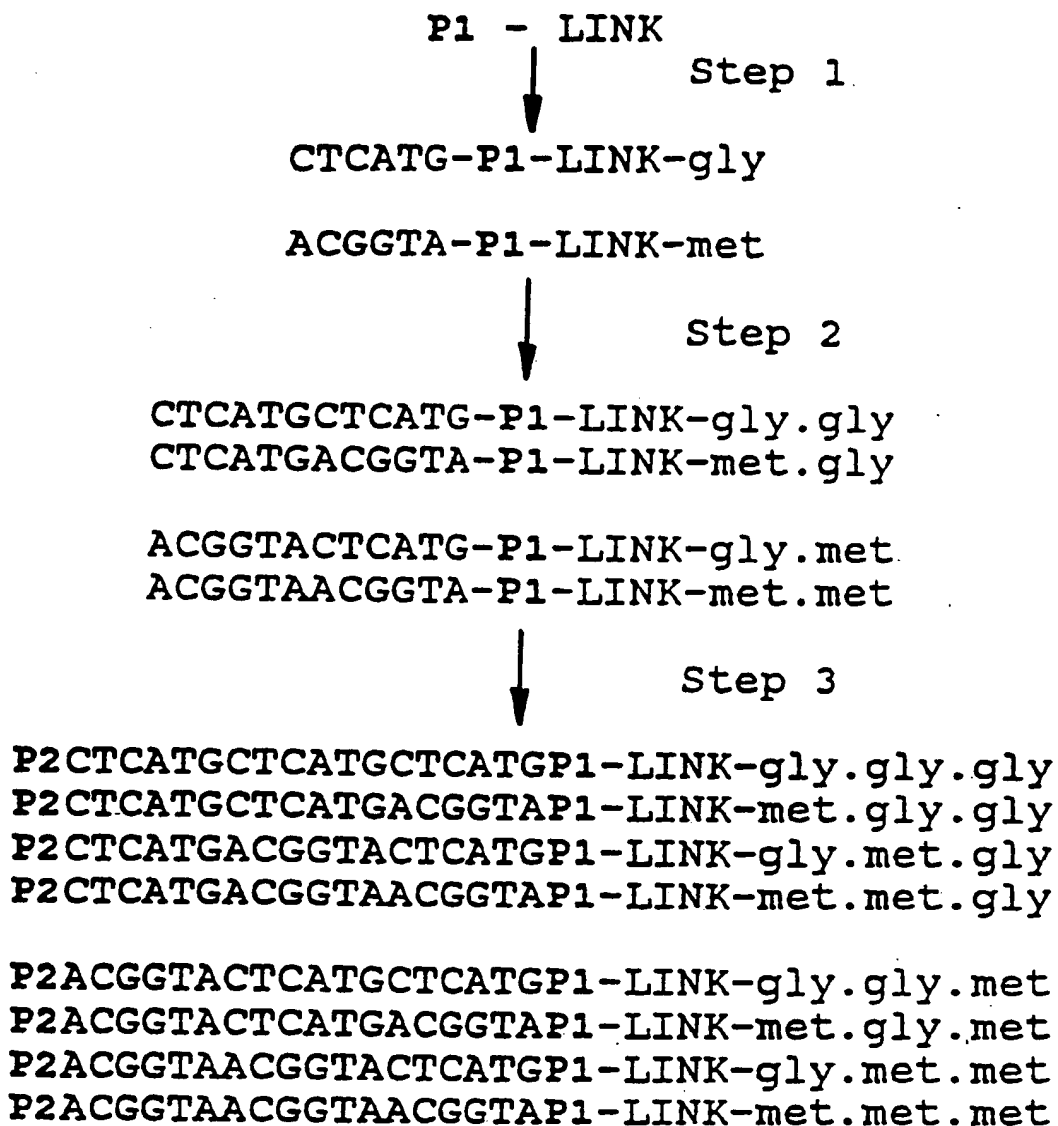 P1 - LINK
Step 1
CTCATG-P1-LINK-gly
ACGGTA-P1-LINK-met
Step 2
CTCATGCTCATG-P1-LINK-gly.gly
CTCATGACGGTA-P1-LINK-met.gly
ACGGTACTCATG-P1-LINK-gly.met
ACGGTAACGGTA-P1-LINK-met.met
Step 3
P2CTCATGCTCATGCTCATGP1-LINK-gly.gly.gly
P2CTCATGCTCATGACGGTAP1-LINK-met.gly.gly
P2CTCATGACGGTACTCATGP1-LINK-gly.met.gly
P2CTCATGACGGTAACGGTAP1-LINK-met.met.gly
P2ACGGTACTCATGCTCATGP1-LINK-gly.gly.met
P2ACGGTACTCATGACGGTAP1-LINK-met.gly.met
P2ACGGTAACGGTACTCATGP1-LINK-gly.met.met
P2ACGGTAACGGTAACGGTAP1-LINK-met.met.met